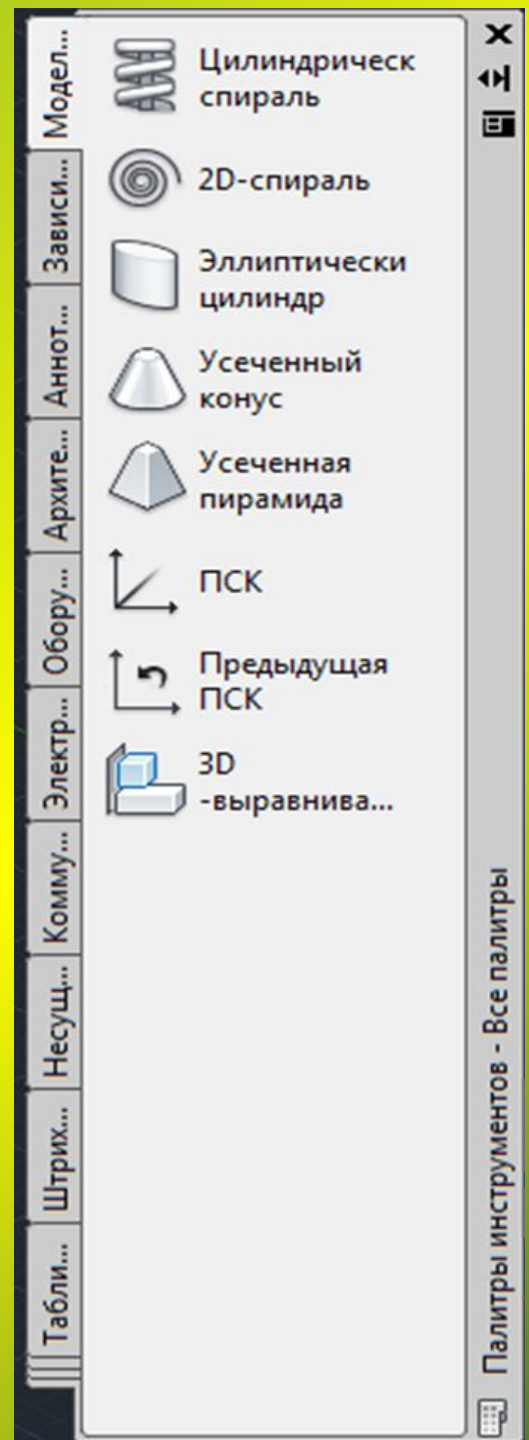 Модел...
Зависи...
Аннот...
Архите...
Обору...
Электр...
Комму...
Несущ...
Штрих...
Табли...
Цилиндрическ
спираль
2D-спираль
Эллиптически
цилиндр
Усеченный
конус
Усеченная
пирамида
ПСК
Предыдущая
ПСК
3D
-выравнива...
Палитры инструментов - Все палитры